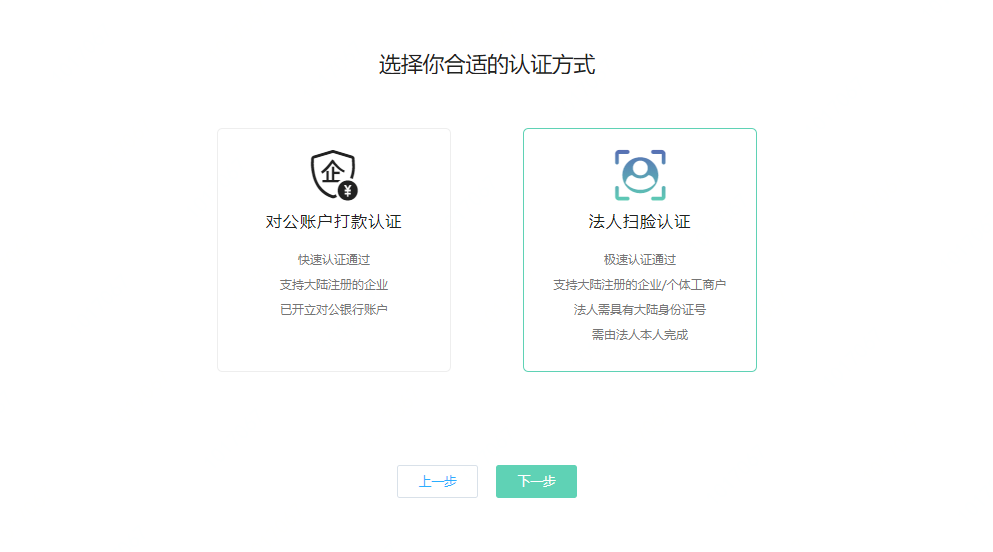 选择你合适的认证方式
企
¥
对公账户打款认证
快速认证通过
支持大陆注册的企业
已开立对公银行账户
法人扫脸认证
极速认证通过
支持大陆注册的企业/个体工商户
法人需具有大陆身份证号
需由法人本人完成
上一步
下一步